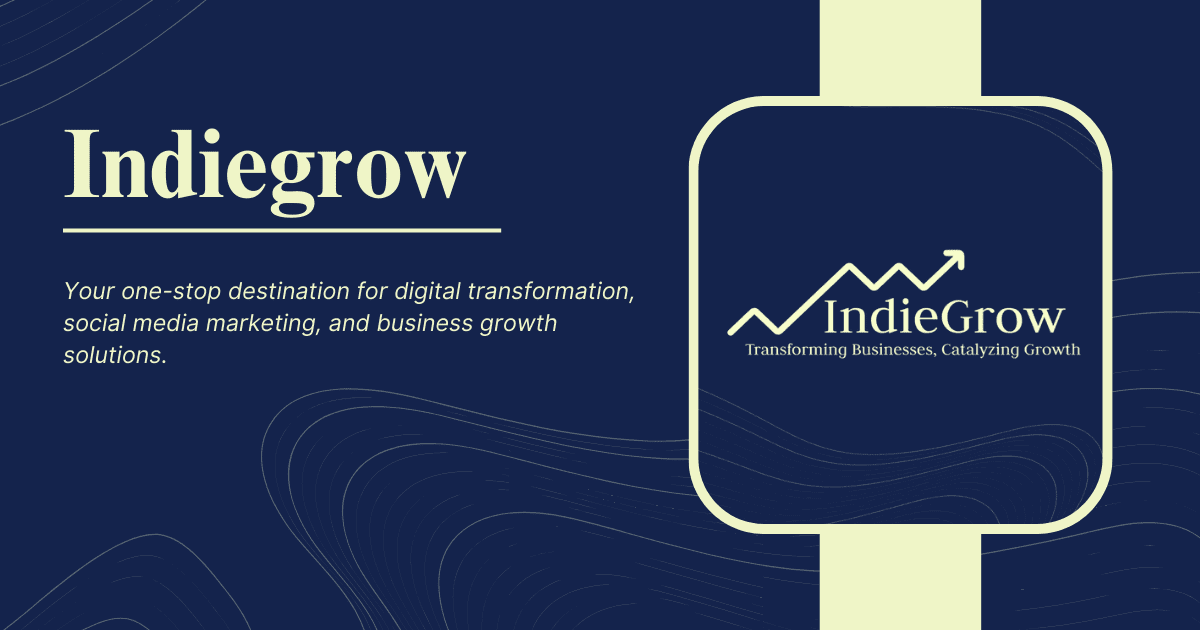 Indiegrow
Your one-stop destination for digital transformation,
social media marketing, and business growth
solutions.
IndieGrow
Transforming Businesses, Catalyzing Growth